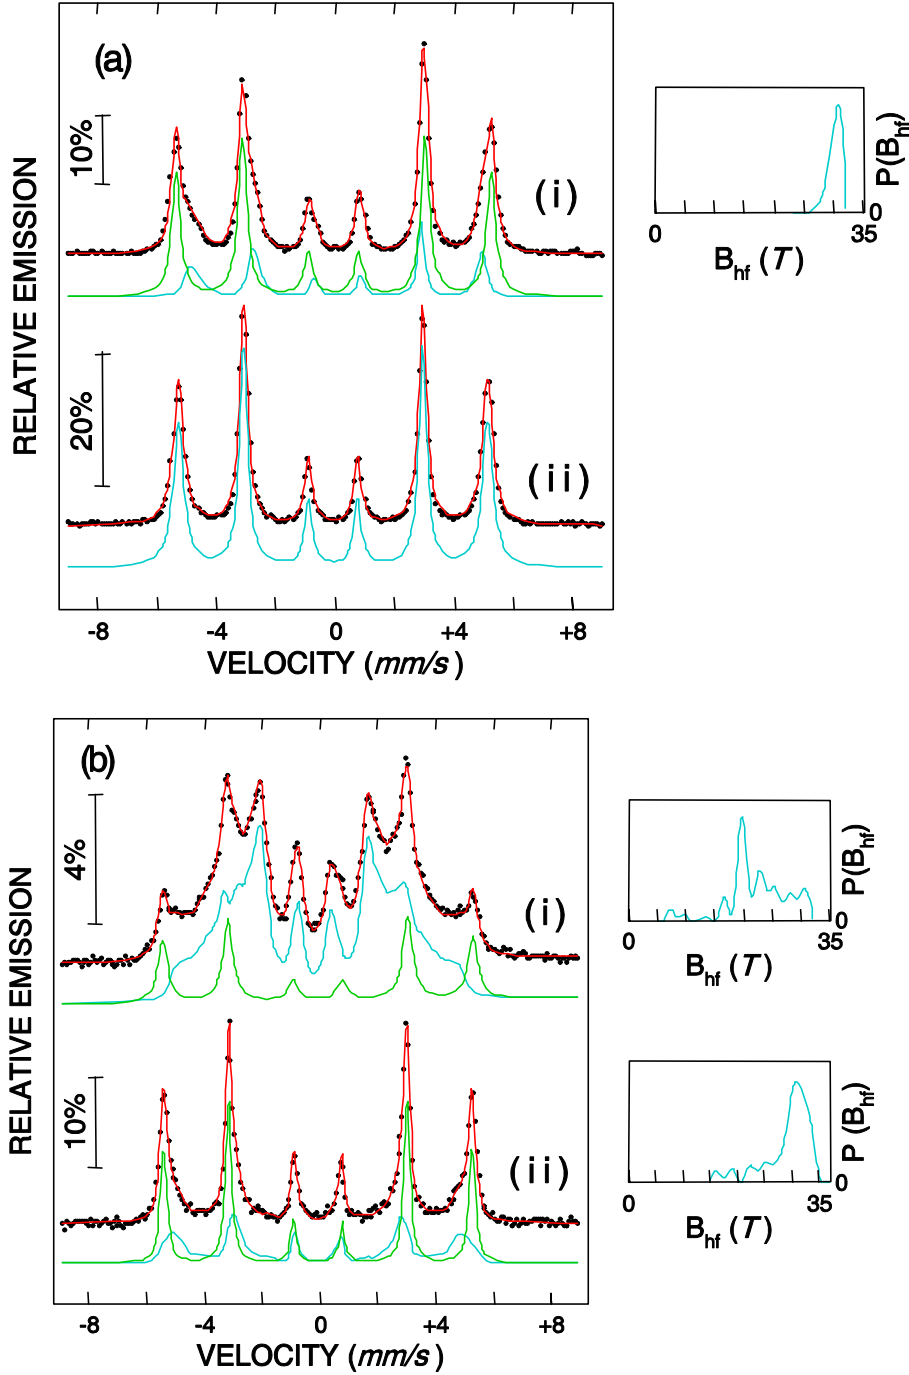 (a)
RELATIVE EMISSION
10%
(i)
20%
(ii)
-8 -4 0 +4 +8
VELOCITY (mm/s)
P(Bhf)
0
0 35
Bhf (T)
(b)
RELATIVE EMISSION
4%
(i)
10%
(ii)
-8 -4 0 +4 +8
VELOCITY (mm/s)
P(Bhf)
0
0 35
Bhf (T)
P (Bhf)
0
0 35
Bhf (T)